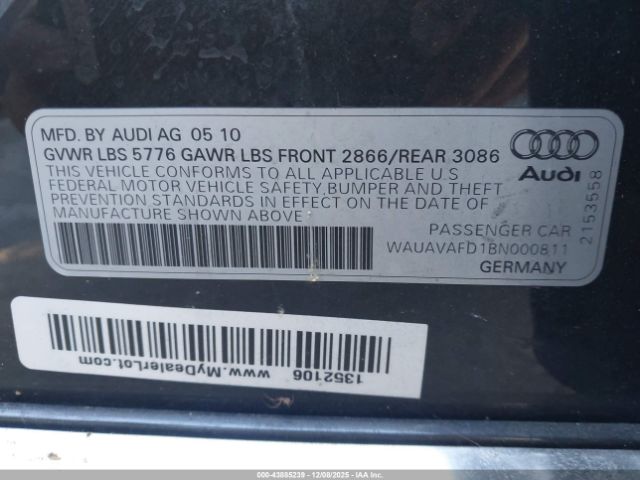 MFD. BY AUDI AG 05 10
GVWR LBS 5776 GAWR LBS FRONT 2866/REAR 3086
THIS VEHICLE CONFORMS TO ALL APPLICABLE U.S
FEDERAL MOTOR VEHICLE SAFETY, BUMPER AND THEFT
PREVENTION STANDARDS IN EFFECT ON THE DATE OF
MANUFACTURE SHOWN ABOVE
Audi
2153558
PASSENGER CAR
WAUAVAFD1BN000811
GERMANY
1352106
www.MyDealerLot.com
000-43885239 - 12/08/2025 - IAAI.com